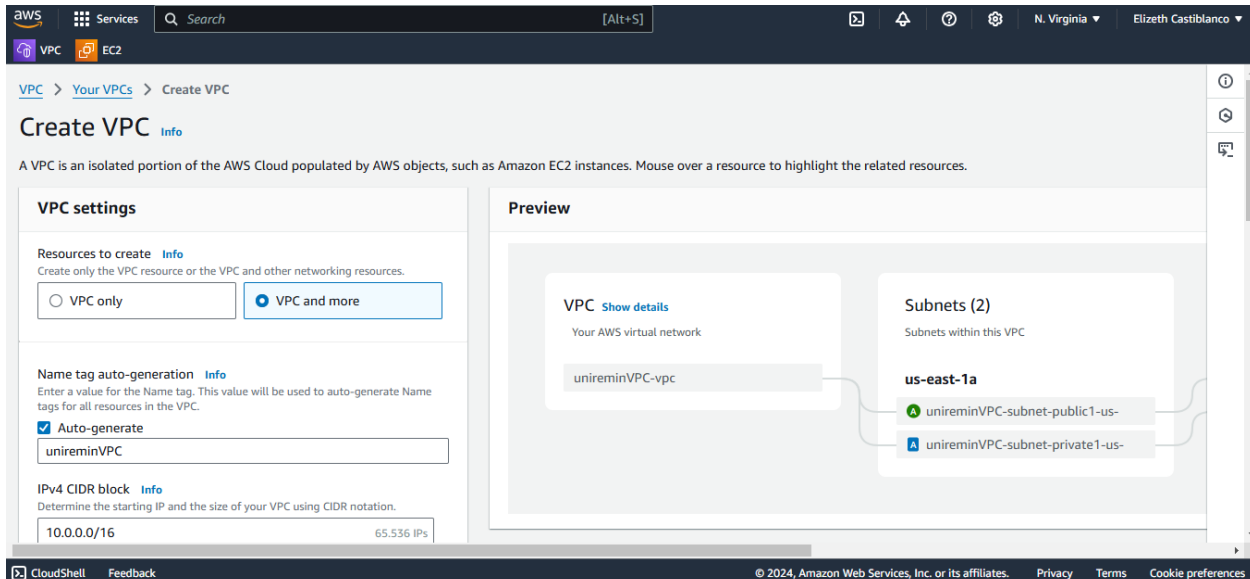 aws Services Search [Alt+S] N. Virginia Elizeth Castiblanco
VPC EC2
VPC > Your VPCs > Create VPC
Create VPC Info
A VPC is an isolated portion of the AWS Cloud populated by AWS objects, such as Amazon EC2 instances. Mouse over a resource to highlight the related resources.
VPC settings
Resources to create Info
Create only the VPC resource or the VPC and other networking resources.
VPC only VPC and more
Name tag auto-generation Info
Enter a value for the Name tag. This value will be used to auto-generate Name
tags for all resources in the VPC.
Auto-generate
unireminVPC
IPv4 CIDR block Info
Determine the starting IP and the size of your VPC using CIDR notation.
10.0.0.0/16 65.536 IPs
Preview
VPC Show details
Your AWS virtual network
unireminVPC-vpc
Subnets (2)
Subnets within this VPC
us-east-1a
A unireminVPC-subnet-public1-us-
A unireminVPC-subnet-private1-us-
CloudShell Feedback © 2024, Amazon Web Services, Inc. or its affiliates. Privacy Terms Cookie preferences